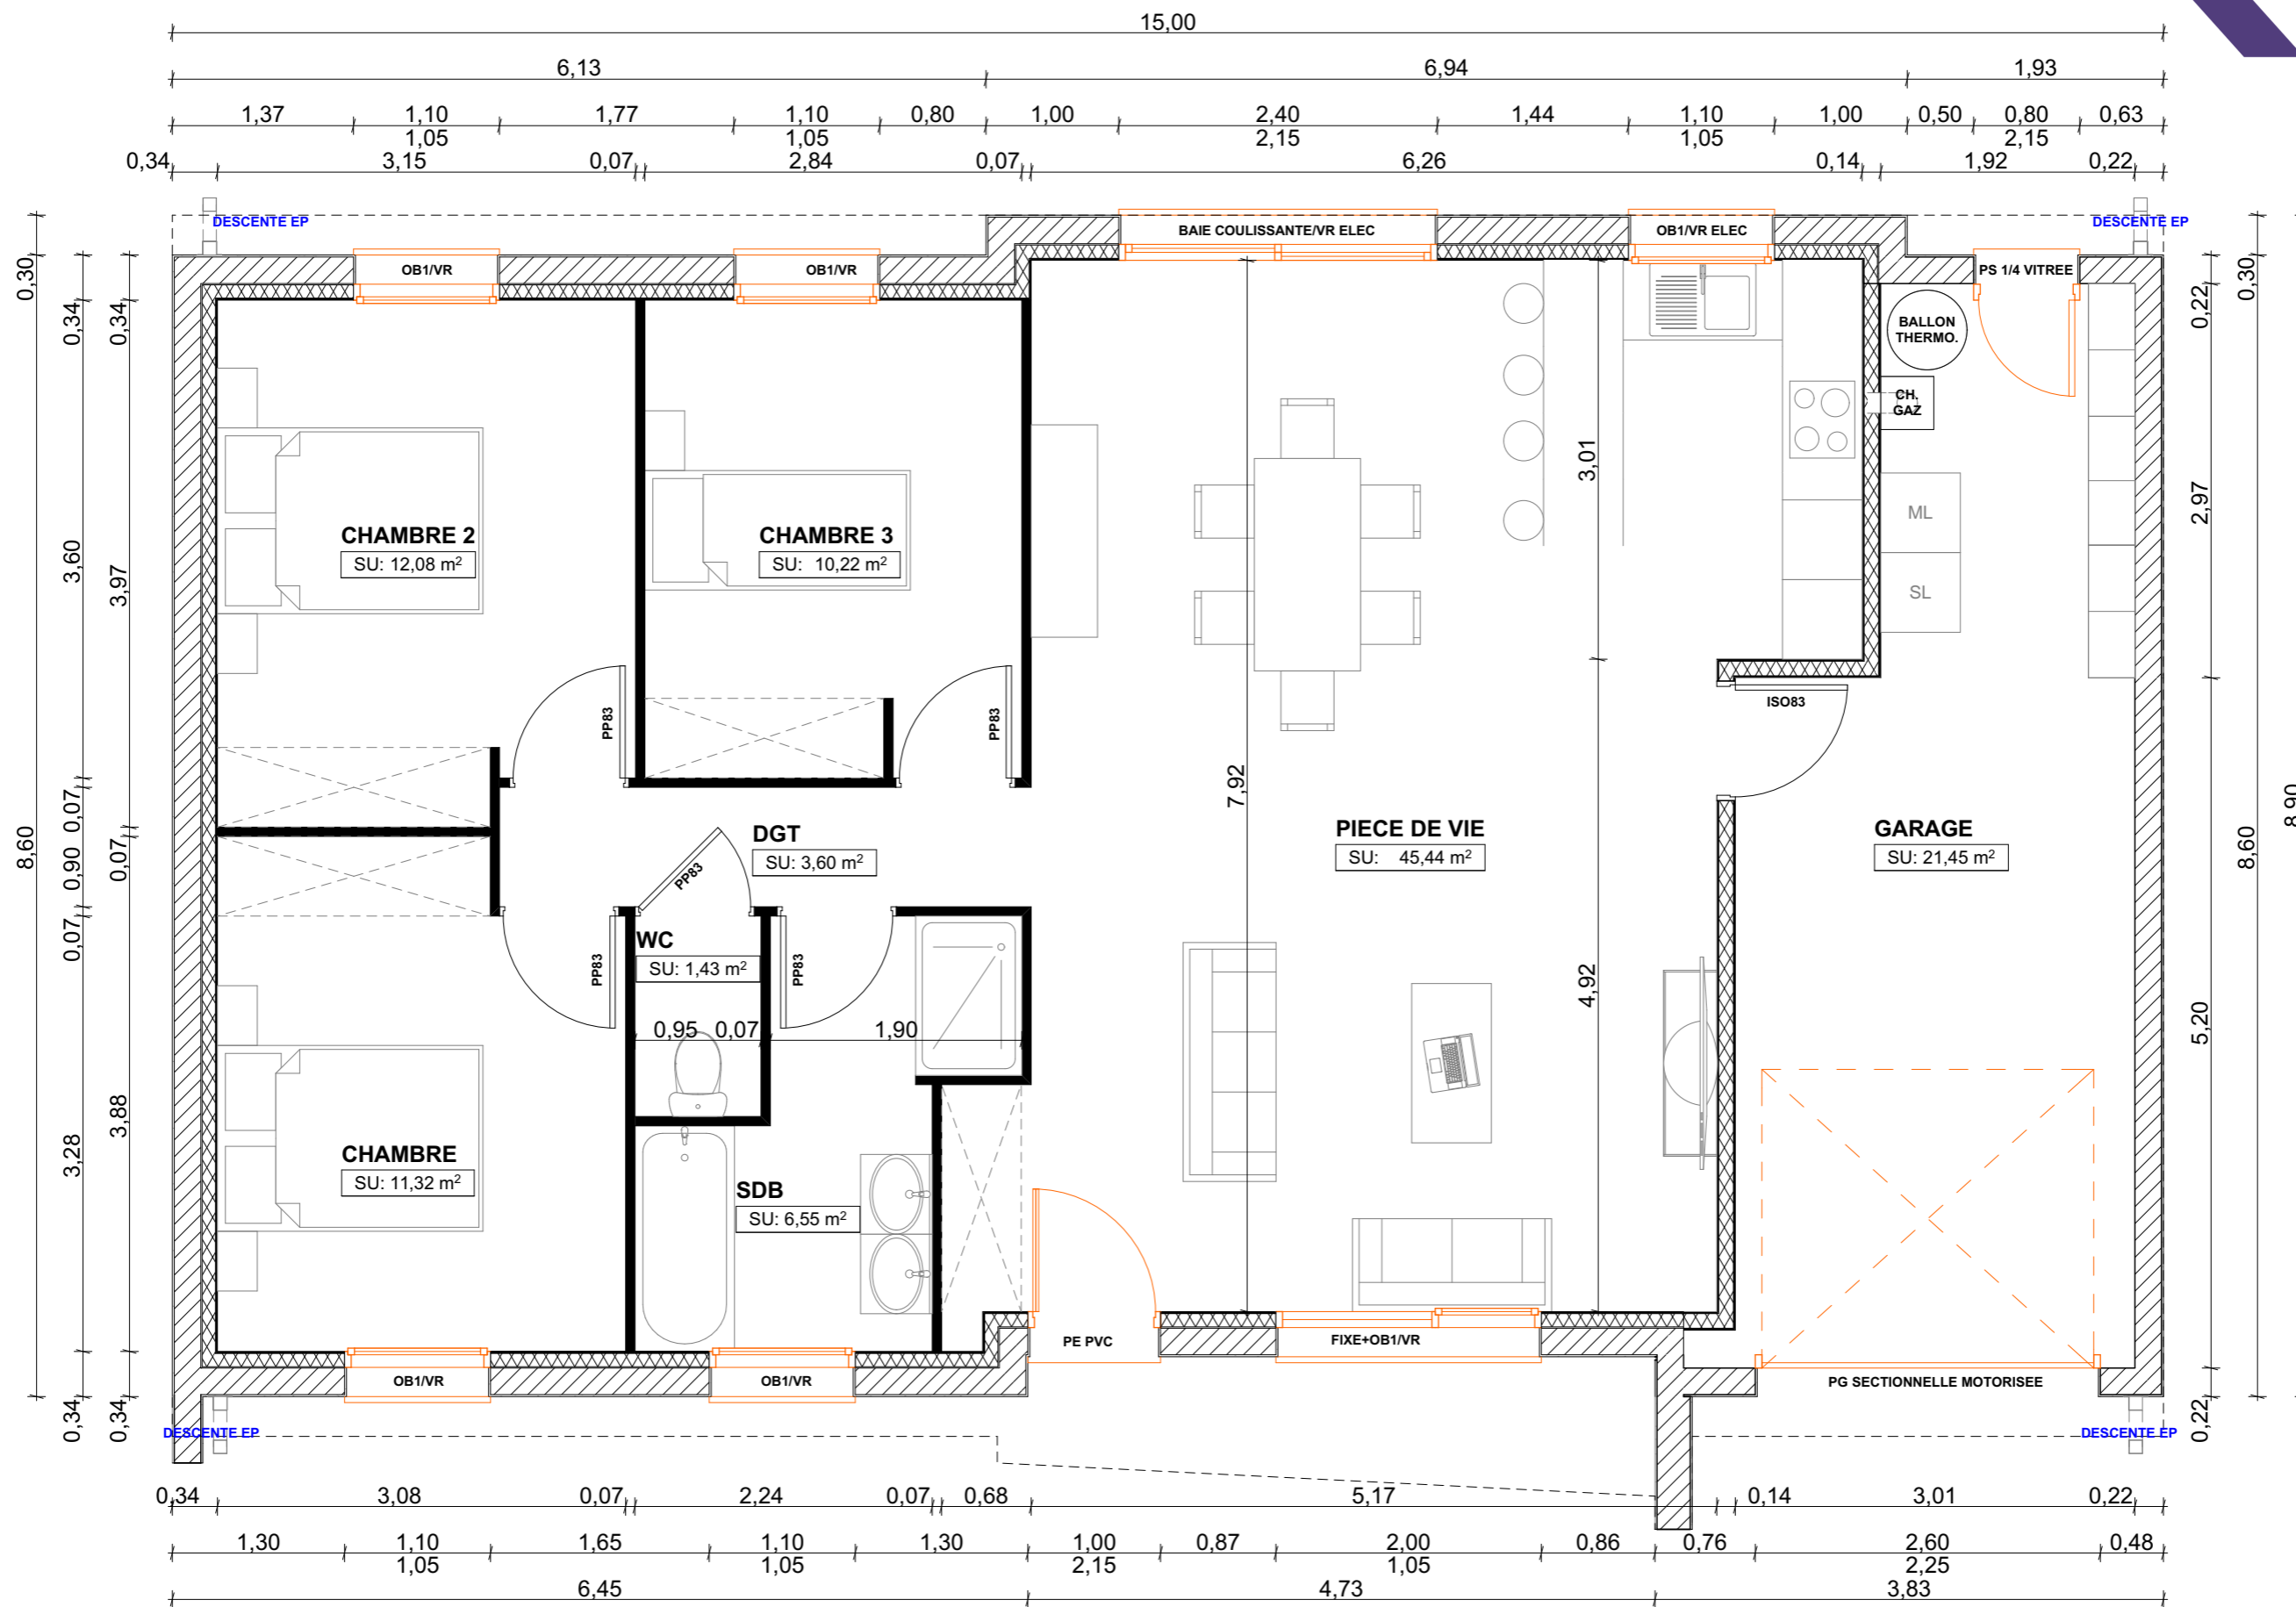 15,00
6,13 6,94 1,93
1,37 1,10 1,77 1,10 0,80 1,00 2,40 1,44 1,10 1,00 0,50 0,80 0,63
1,05 1,05 2,15 1,05 2,15
0,34 3,15 0,07 2,84 0,07 6,26 0,14 1,92 0,22
DESCENTE EP DESCENTE EP
BAIE COULISSANTE/VR ELEC OB1/VR ELEC
OB1/VR OB1/VR PS 1/4 VITREE
0,30 0,34 0,34 0,22 0,30
BALLON
THERMO.
CH.
GAZ
3,01
ML
2,97
CHAMBRE 2 CHAMBRE 3
SU: 12,08 m²
SU: 10,22 m²
3,60 3,97
SL
ISO83
PP83 PP83
7,92
8,90
0,07
DGT PIECE DE VIE GARAGE
SU: 3,60 m²
SU: 45,44 m²
SU: 21,45 m²
8,60 0,90 0,07 8,60
PP83
0,07
WC
SU: 1,43 m²
PP83 PP83
4,92
5,20
0,95 0,07 1,90
3,28 3,88
CHAMBRE
SU: 11,32 m²
SDB
SU: 6,55 m²
PE PVC FIXE+OB1/VR
OB1/VR OB1/VR PG SECTIONNELLE MOTORISEE
0,34 0,34 0,22
DESCENTE EP DESCENTE EP
0,34 3,08 0,07 2,24 0,07 0,68 5,17 0,14 3,01 0,22
1,30 1,10 1,65 1,10 1,30 1,00 0,87 2,00 0,86 0,76 2,60 0,48
1,05 1,05 2,15 1,05 2,25
6,45 4,73 3,83